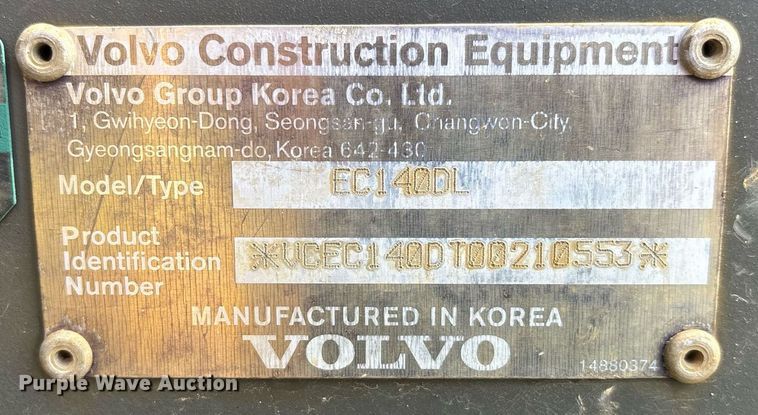 Volvo Construction Equipment
Volvo Group Korea Co. Ltd.
1, Gwihyeon-Dong, Seongsan-gu, Changwon-City,
Gyeongsangnam-do, Korea 642-430
Model/Type EC140DL
Product
Identification
Number
*VCEC140DT00210553*
MANUFACTURED IN KOREA
VOLVO
14880374
Purple Wave Auction